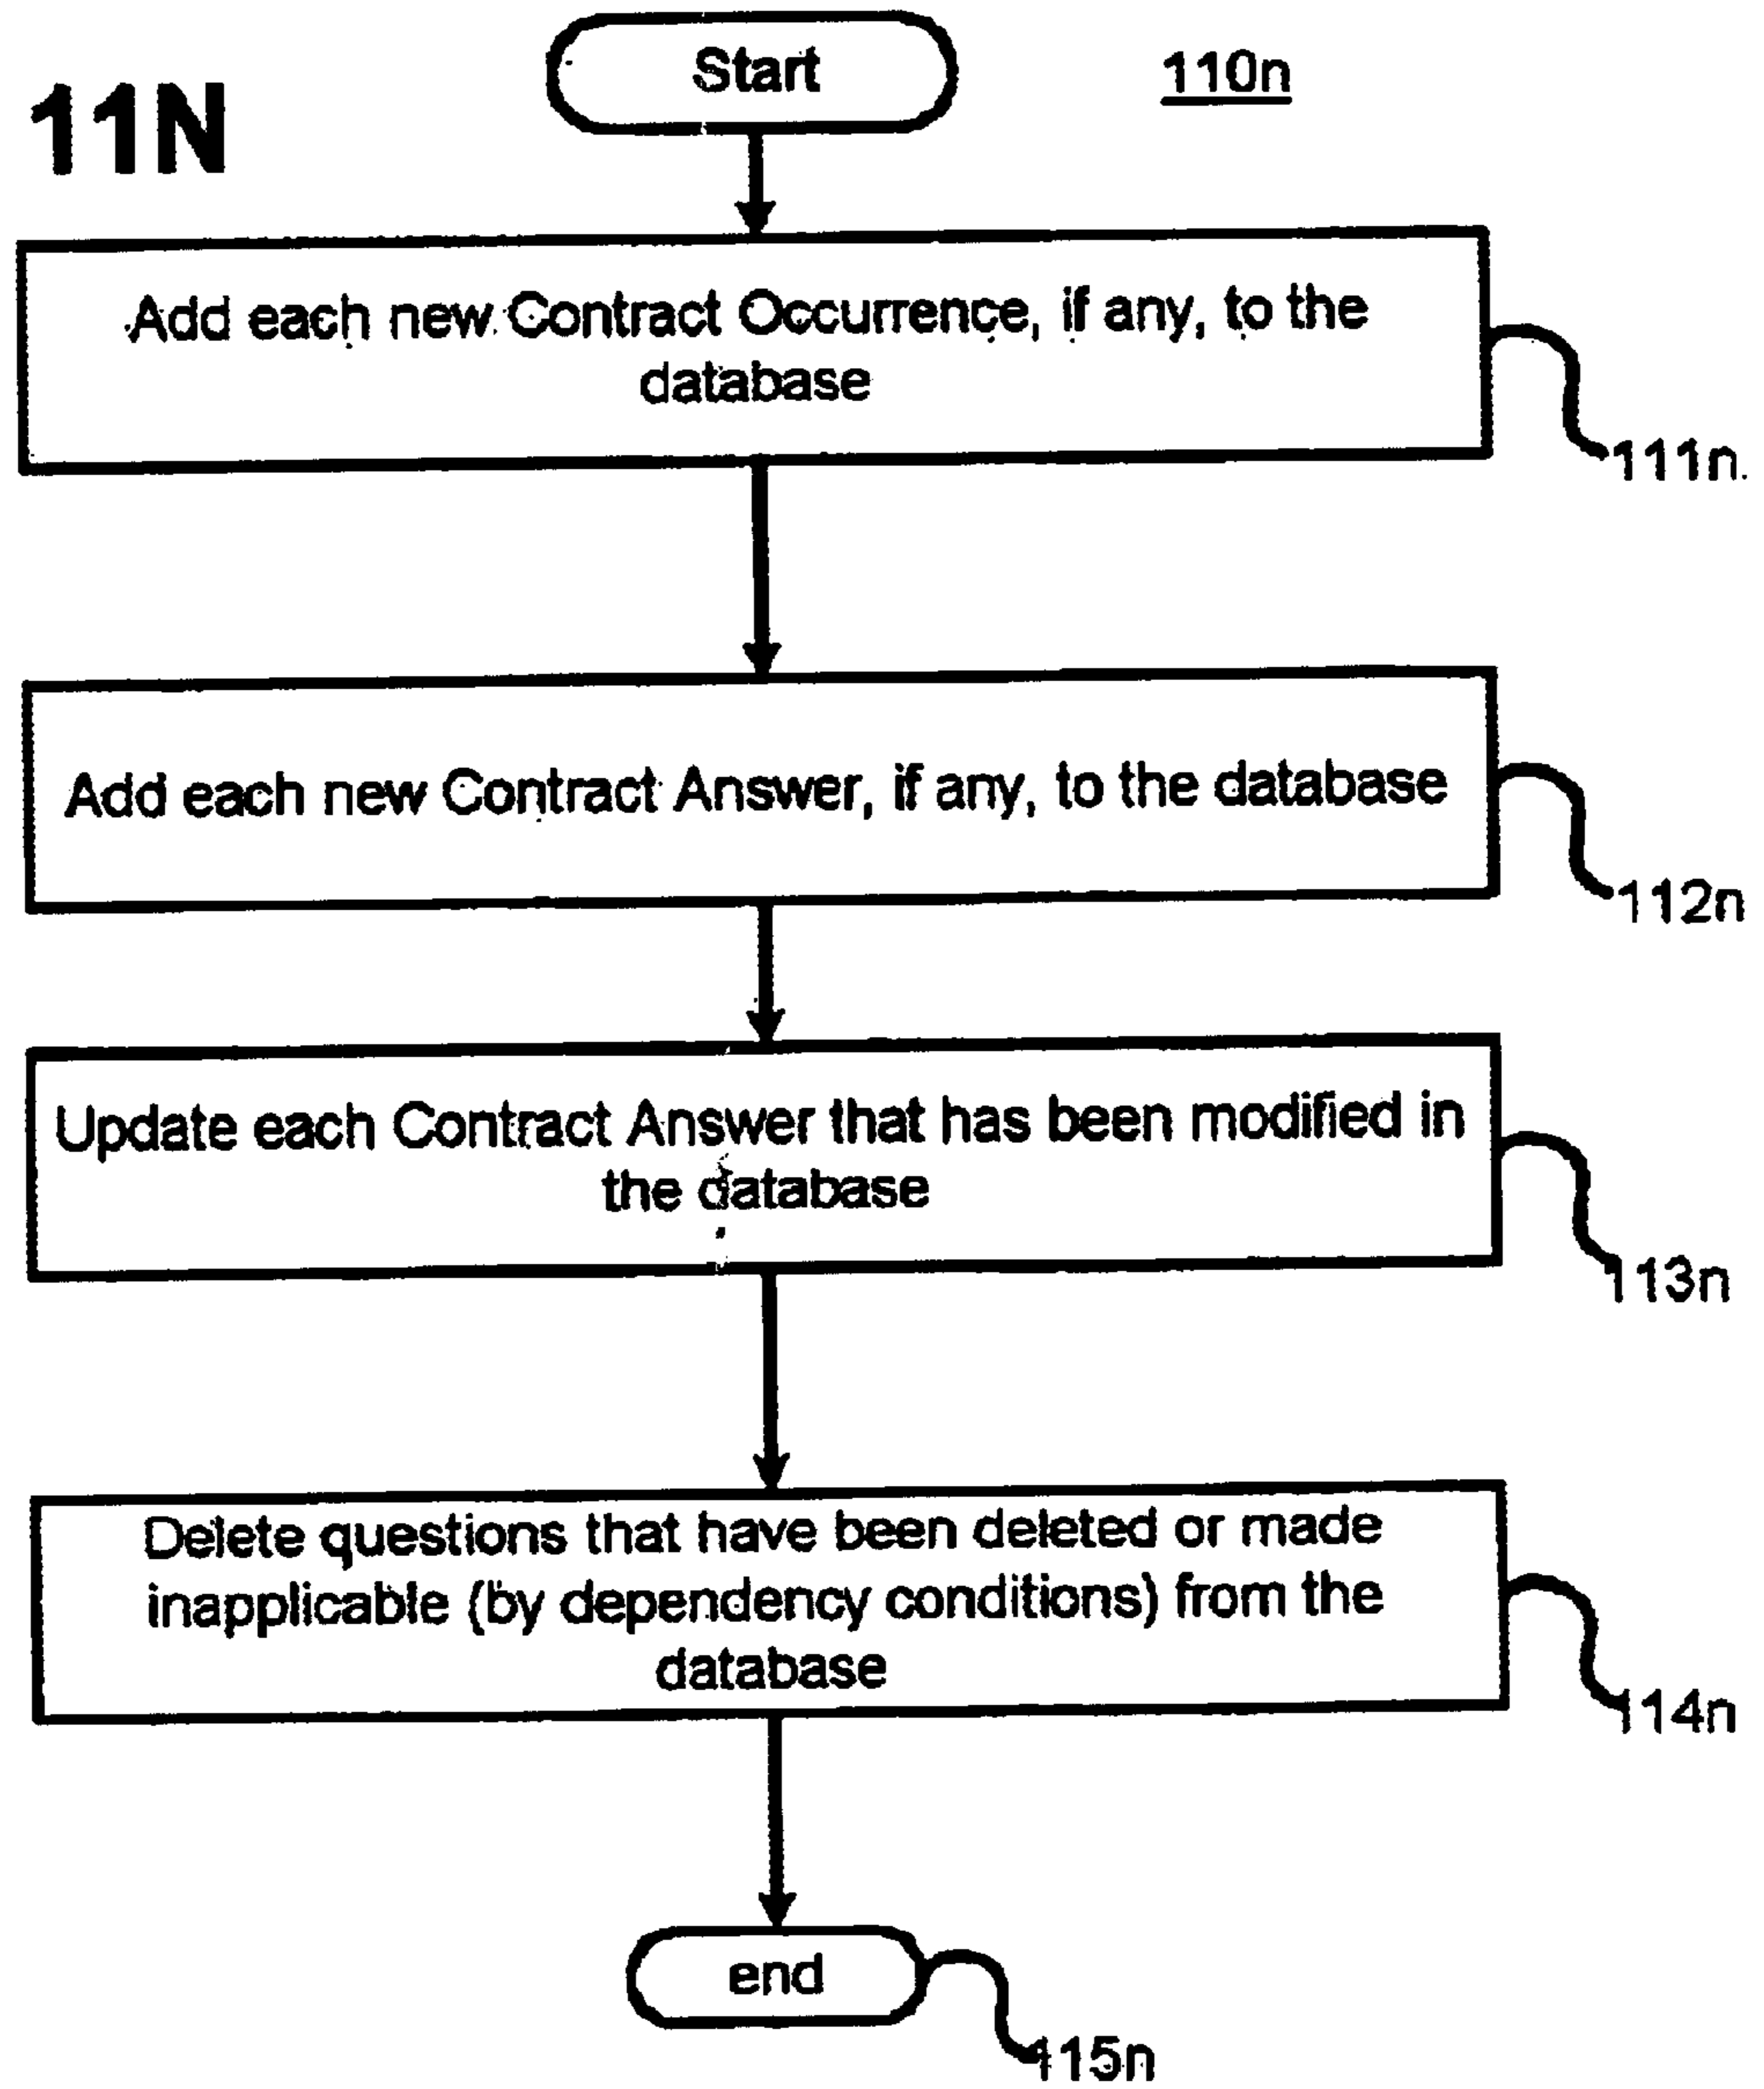 Start
110n
11N
Add each new Contract Occurrence, if any, to the
database
111n
Add each new Contract Answer, if any, to the database
112n
Update each Contract Answer that has been modified in
the database
113n
Delete questions that have been deleted or made
inapplicable (by dependency conditions) from the
database
114n
end
115n